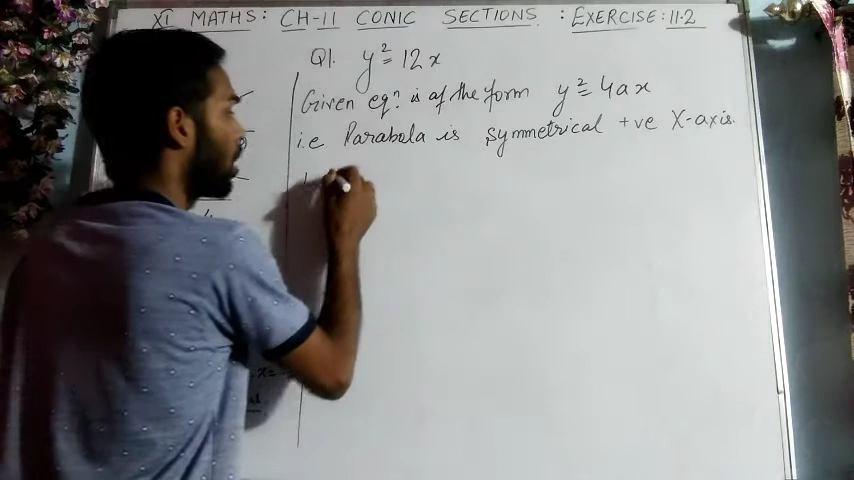 XI MATHS: CH-11 CONIC SECTIONS. : EXERCISE: 11.2
Q1. y² = 12x
Given eqn is of the form y² = 4ax
i.e Parabola is symmetrical +ve X-axis.